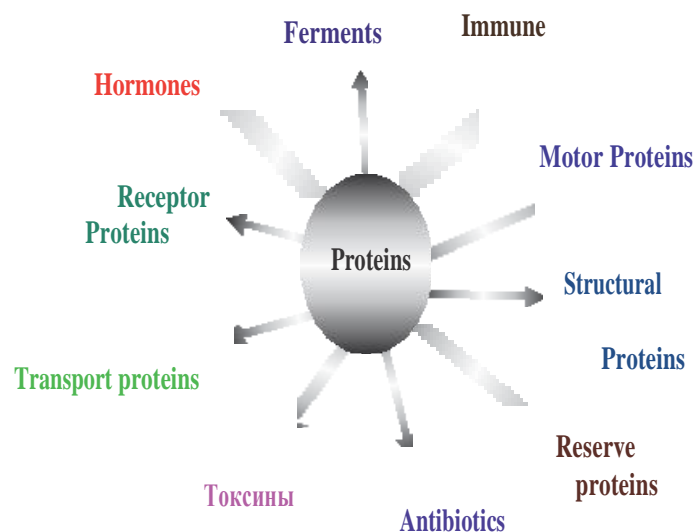 Ferments
Immune
Hormones
Motor Proteins
Receptor
Proteins
Proteins
Structural
Proteins
Transport proteins
Reserve
proteins
Токсины
Antibiotics